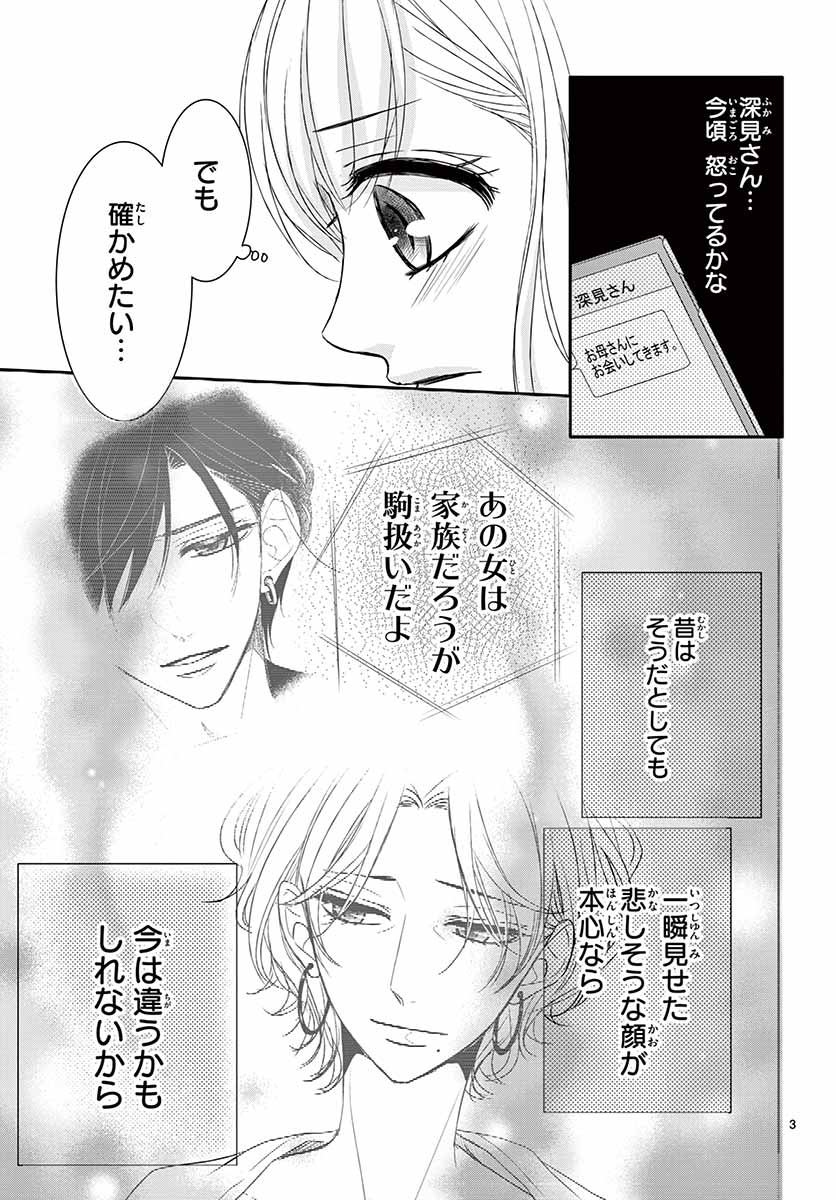 深見さん…
今頃 怒ってるかな
深見さん
お母さんに
お会いしてきます。
でも
確かめたい…
あの女は
家族だろうが
駒扱いだよ
昔は
そうだとしても
一瞬見せた
悲しそうな顔が
本心なら
今は違うかも
しれないから
3